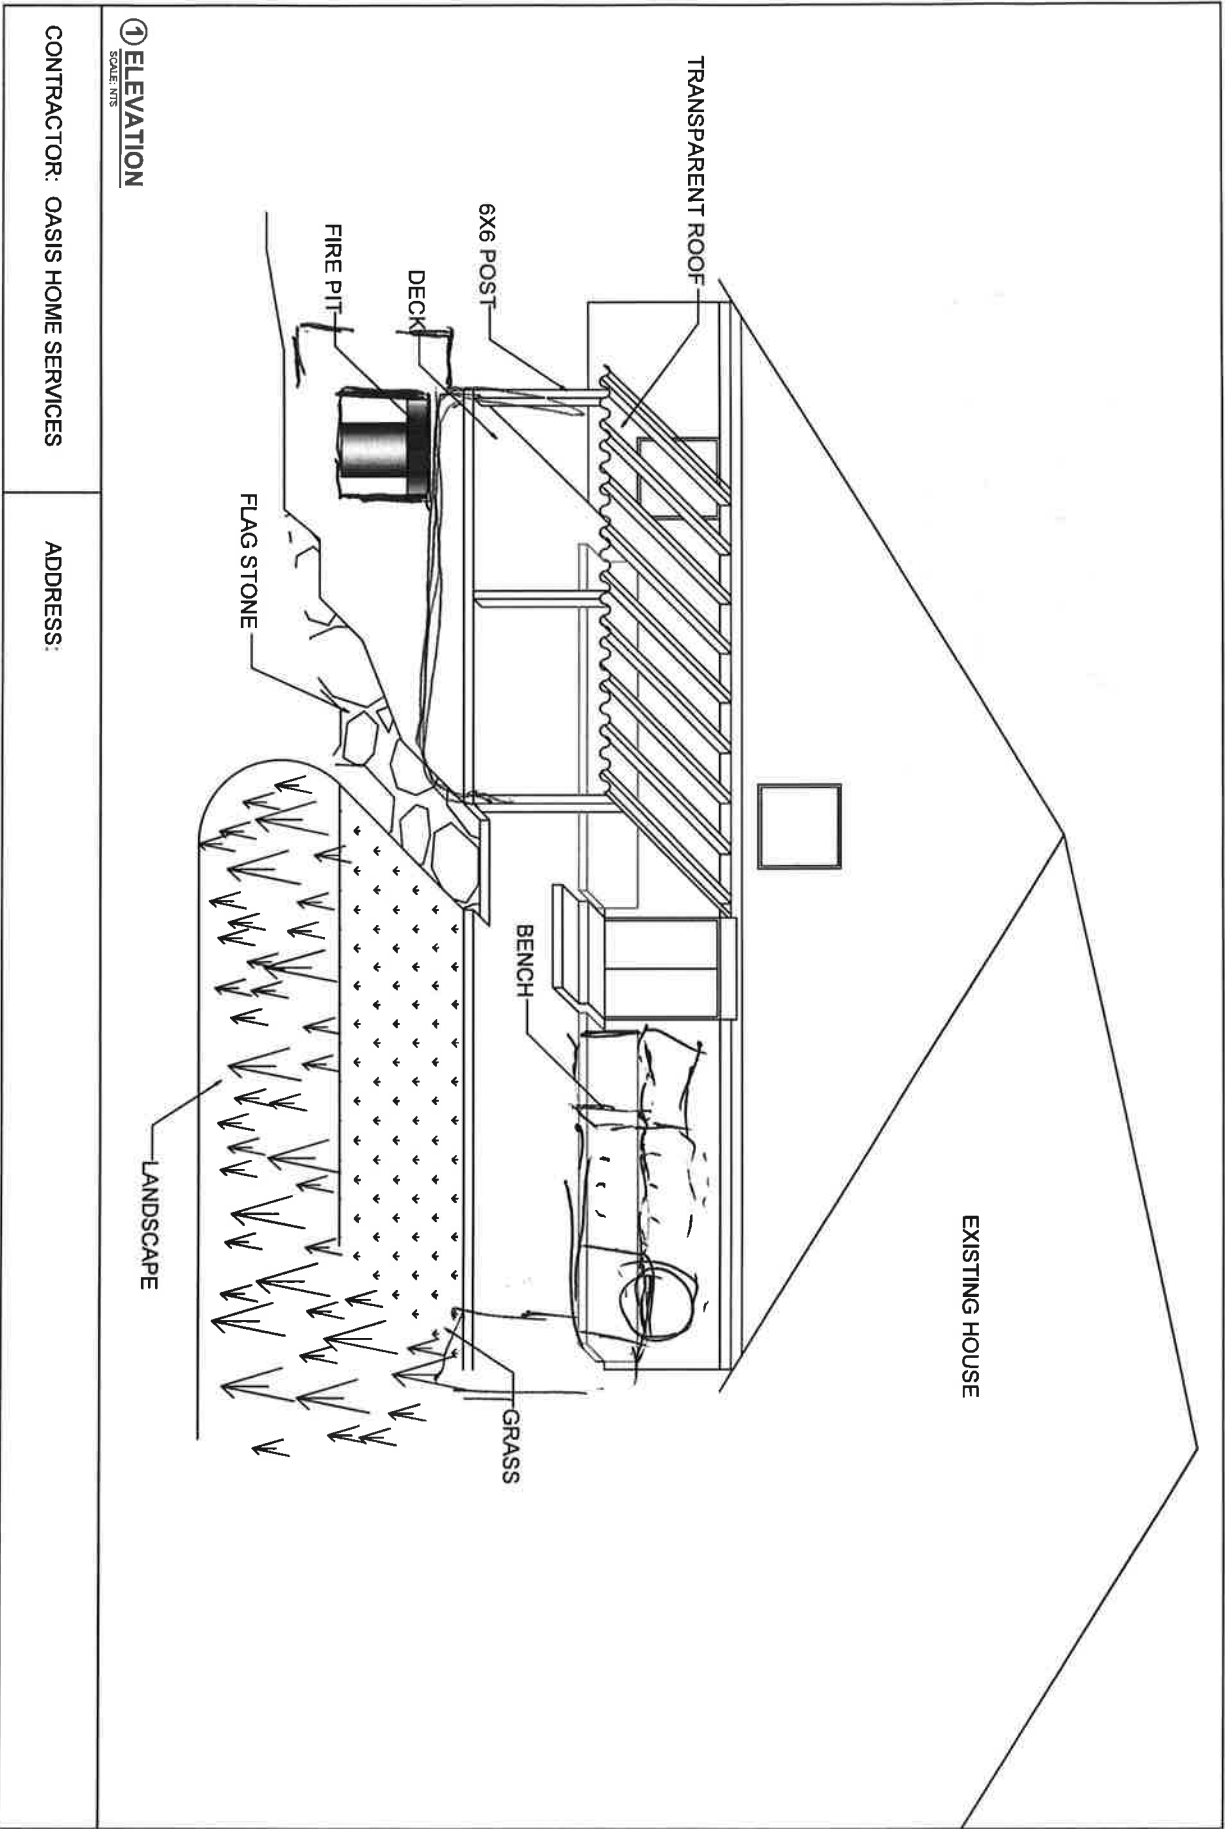 EXISTING HOUSE
TRANSPARENT ROOF
6X6 POST
BENCH
DECK
GRASS
FIRE PIT
FLAG STONE
LANDSCAPE
1 ELEVATION
SCALE: NTS
CONTRACTOR: OASIS HOME SERVICES
ADDRESS: